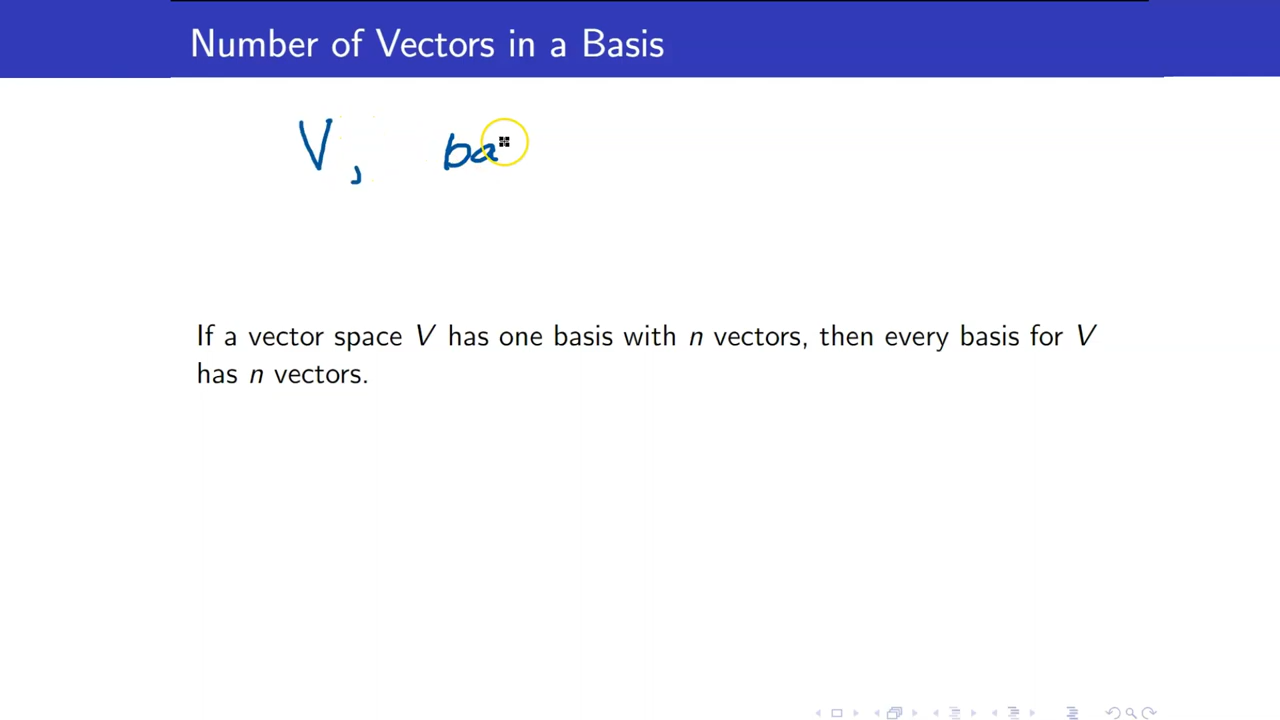 Number of Vectors in a Basis
V, ba
If a vector space V has one basis with n vectors, then every basis for V
has n vectors.